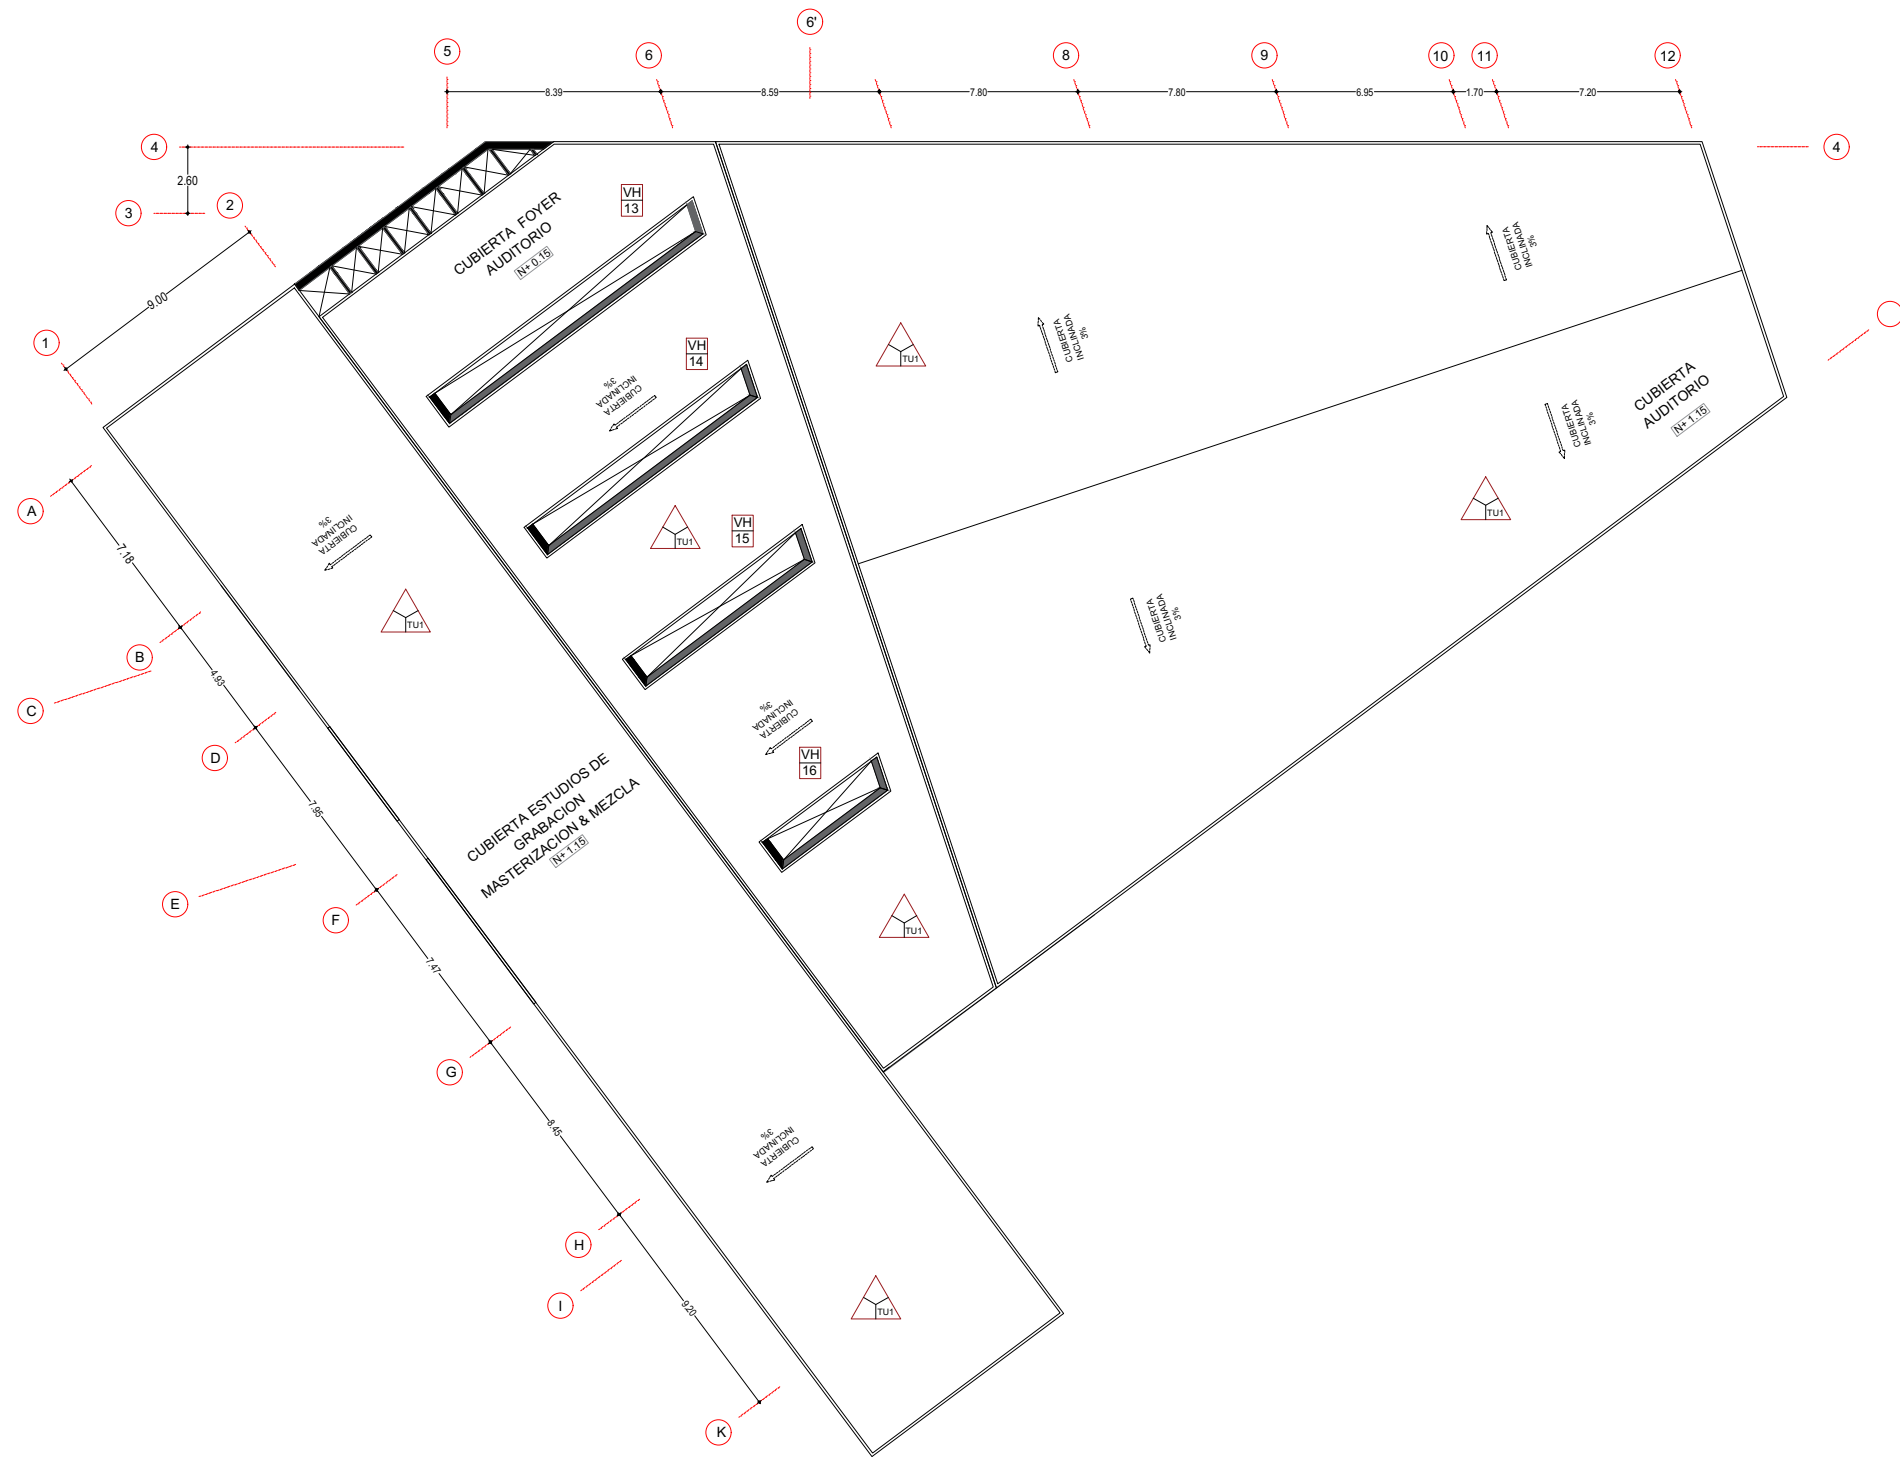 6'
5
6
8
9
10
11
12
8.39
8.59
7.80
7.80
6.95
1.70
7.20
4
4
2.60
3
2
9.00
1
VH
13
CUBIERTA FOYER
AUDITORIO
N+ 0.15
CUBIERTA
INCLINADA
3%
CUBIERTA
INCLINADA
3%
TU1
VH
14
CUBIERTA
INCLINADA
3%
CUBIERTA
AUDITORIO
N+ 1.15
CUBIERTA
INCLINADA
3%
TU1
A
7.18
CUBIERTA
INCLINADA
3%
TU1
VH
15
TU1
CUBIERTA
INCLINADA
3%
B
4.93
C
D
CUBIERTA
INCLINADA
3%
VH
16
7.95
CUBIERTA ESTUDIOS DE
GRABACION
MASTERIZACION & MEZCLA
N+ 1.15
E
F
TU1
7.47
G
8.45
CUBIERTA
INCLINADA
3%
H
I
9.20
TU1
K